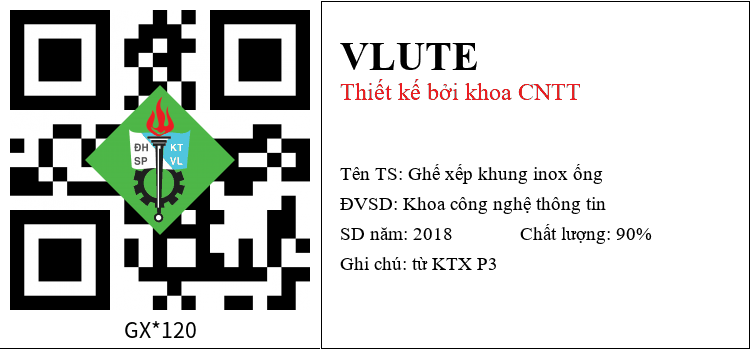 ĐH KT
SP VL
GX*120
VLUTE
Thiết kế bởi khoa CNTT
Tên TS: Ghế xếp khung inox ống
ĐVSD: Khoa công nghệ thông tin
SD năm: 2018 Chất lượng: 90%
Ghi chú: từ KTX P3